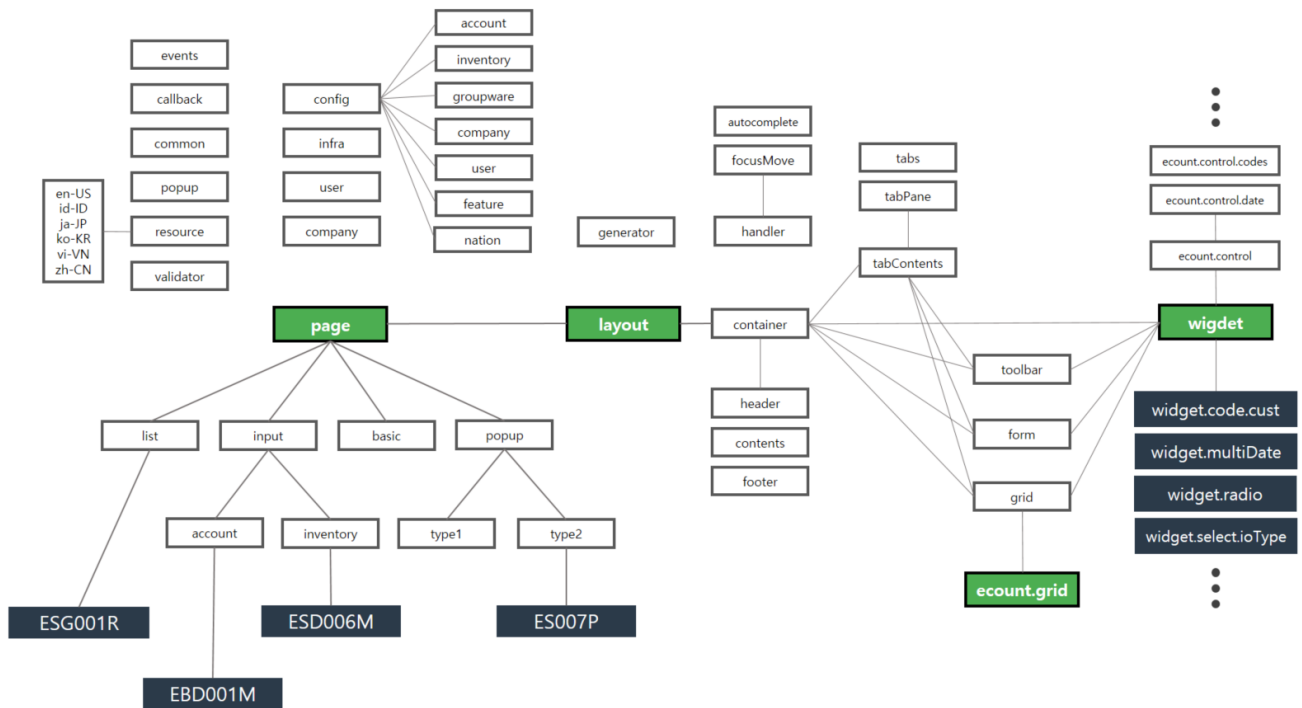 events
callback
common
popup
resource
validator
en-US
id-ID
ja-JP
ko-KR
vi-VN
zh-CN
config
infra
user
company
account
inventory
groupware
company
user
feature
nation
generator
autocomplete
focusMove
handler
tabs
tabPane
tabContents
ecount.control.codes
ecount.control.date
ecount.control
page
layout
container
wigdet
header
contents
footer
toolbar
form
grid
ecount.grid
widget.code.cust
widget.multiDate
widget.radio
widget.select.ioType
list
input
basic
popup
account
inventory
type1
type2
ESG001R
ESD006M
ES007P
EBD001M